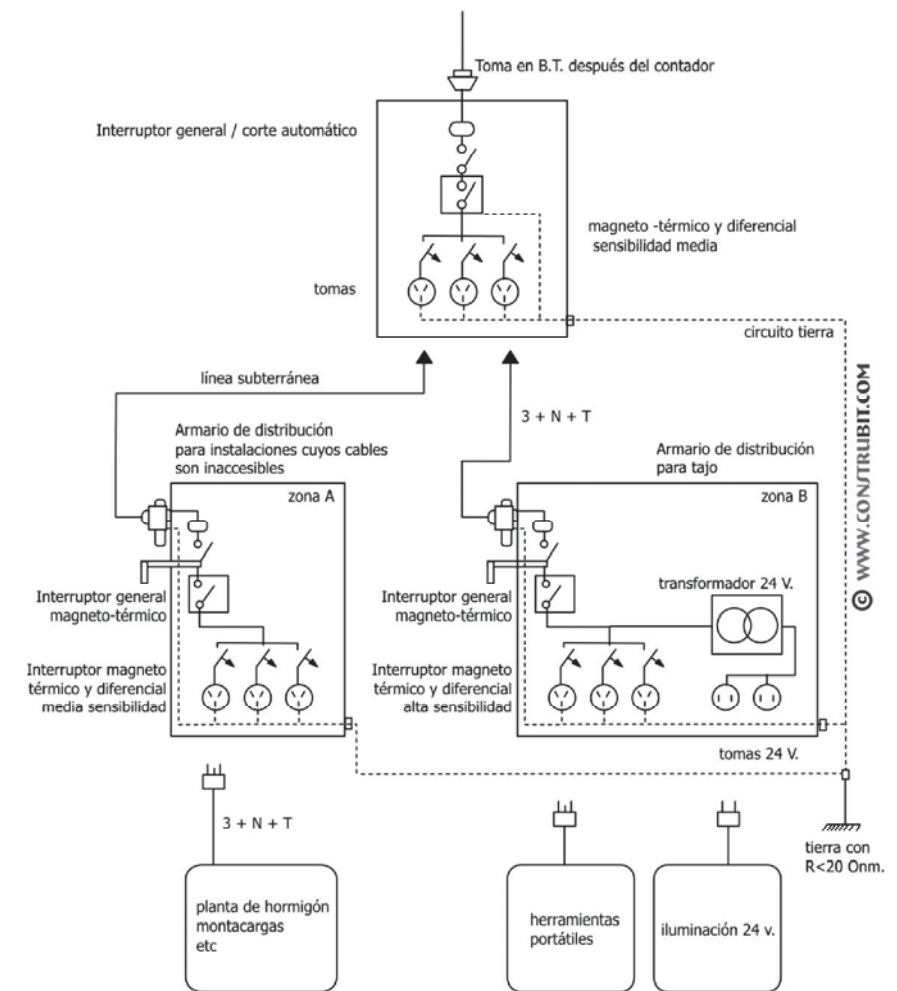 Toma en B.T. después del contador
Interruptor general / corte automático
magneto -térmico y diferencial
sensibilidad media
tomas
circuito tierra
línea subterránea
3 + N + T
Armario de distribución
para instalaciones cuyos cables
son inaccesibles
Armario de distribución
para tajo
zona A
zona B
transformador 24 V.
Interruptor general
magneto-térmico
Interruptor general
magneto-térmico
Interruptor magneto
térmico y diferencial
media sensibilidad
Interruptor magneto
térmico y diferencial
alta sensibilidad
tomas 24 V.
3 + N + T
tierra con
R<20 Onm.
planta de hormigón
montacargas
etc
herramientas
portátiles
iluminación 24 v.
© WWW.CONSTRUBIT.COM